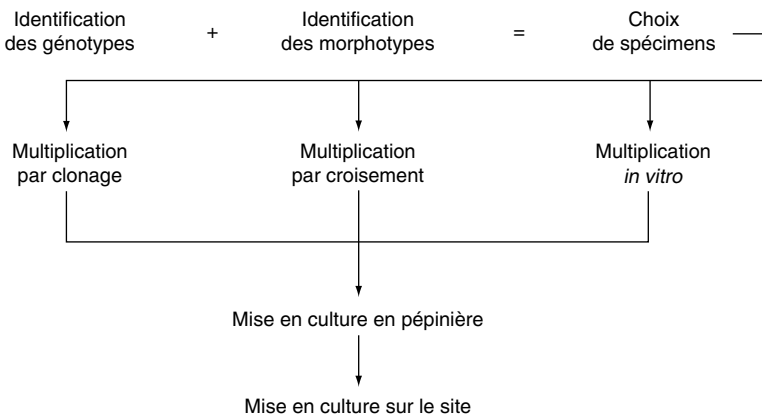 Identification
des génotypes
+
Identification
des morphotypes
=
Choix
de spécimens
Multiplication
par clonage
Multiplication
par croisement
Multiplication
in vitro
Mise en culture en pépinière
Mise en culture sur le site